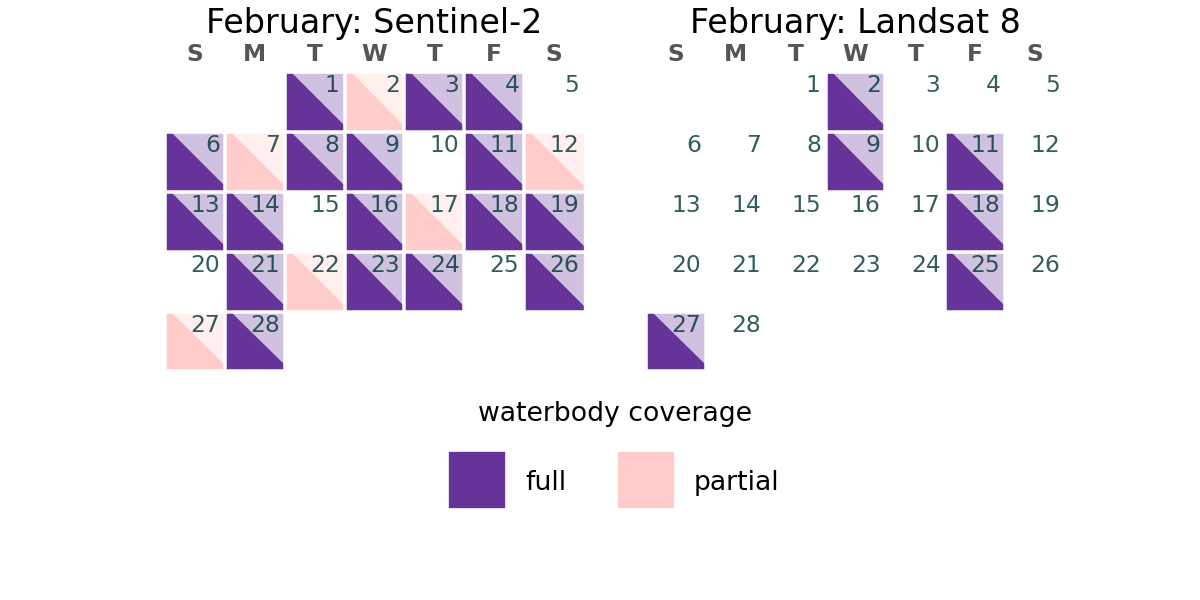 February: Sentinel-2
S M T W T F S
1 2 3 4 5
6 7 8 9 10 11 12
13 14 15 16 17 18 19
20 21 22 23 24 25 26
27 28
February: Landsat 8
S M T W T F S
1 2 3 4 5
6 7 8 9 10 11 12
13 14 15 16 17 18 19
20 21 22 23 24 25 26
27 28
waterbody coverage
full partial